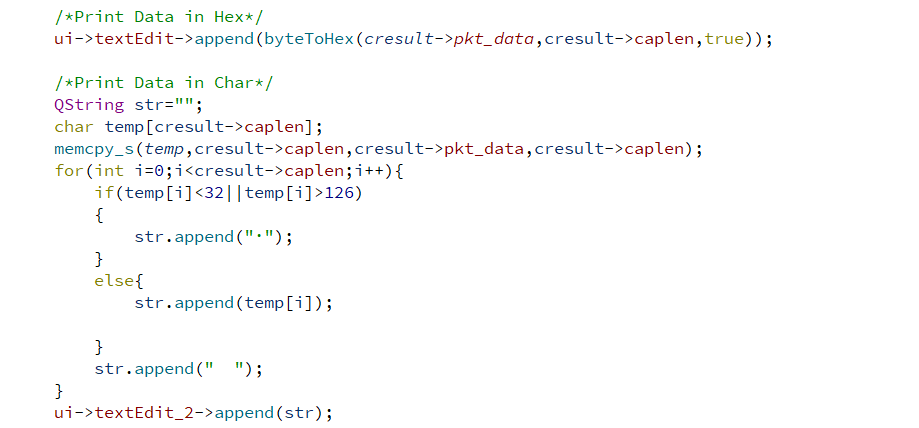 /*Print Data in Hex*/
ui->textEdit->append(byteToHex(cresult->pkt_data,cresult->caplen,true));
/*Print Data in Char*/
QString str="";
char temp[cresult->caplen];
memcpy_s(temp,cresult->caplen,cresult->pkt_data,cresult->caplen);
for(int i=0;i<cresult->caplen;i++){
    if(temp[i]<32||temp[i]>126)
    {
        str.append("·");
    }
    else{
        str.append(temp[i]);
    }
    str.append("  ");
}
ui->textEdit_2->append(str);